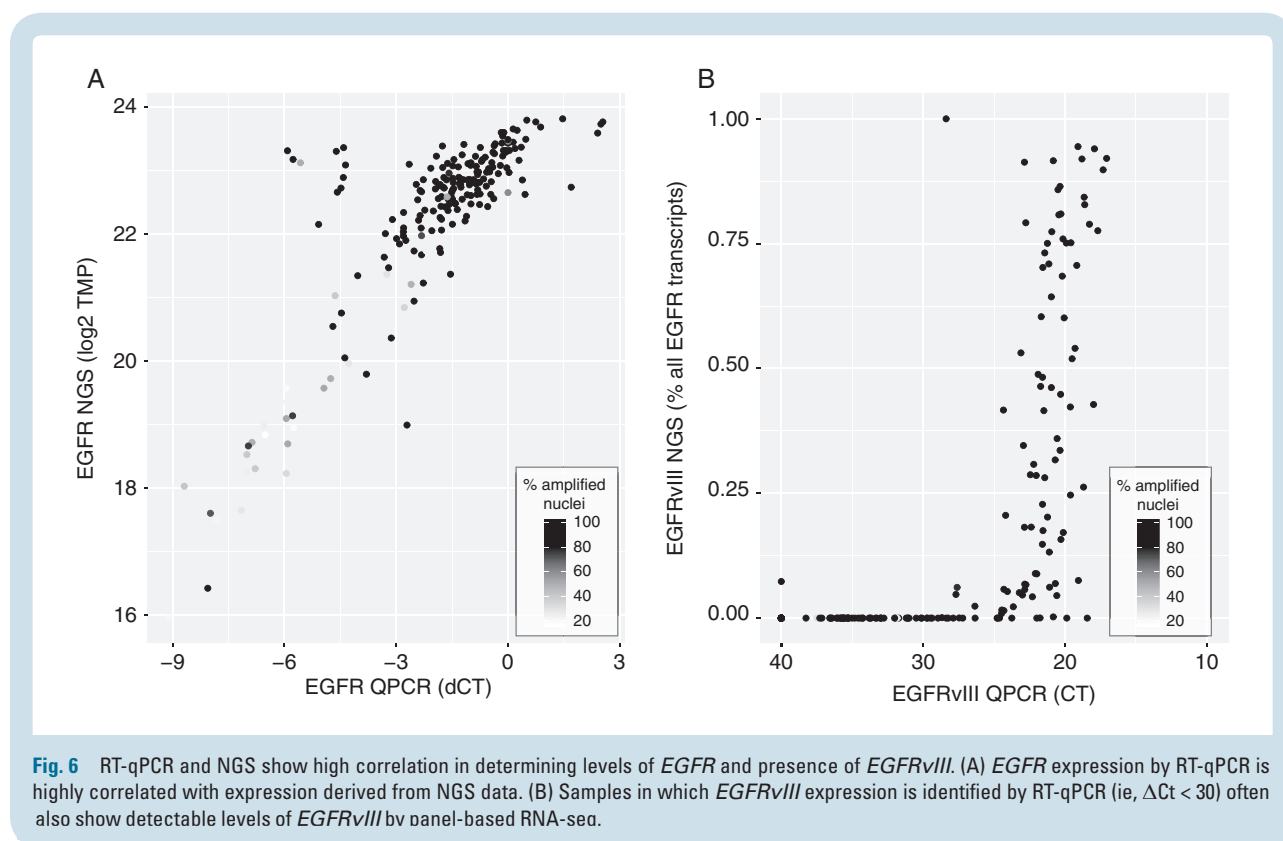 A
24
22
20
18
16
EGFR NGS (log2 TMP)
−9 −6 −3 0 3
EGFR QPCR (dCT)
% amplified
nuclei
100
80
60
40
20
B
1.00
0.75
0.50
0.25
0.00
EGFRvIII NGS (% all EGFR transcripts)
40 30 20 10
EGFRvIII QPCR (CT)
% amplified
nuclei
100
80
60
40
20
Fig. 6 RT-qPCR and NGS show high correlation in determining levels of EGFR and presence of EGFRvIII. (A) EGFR expression by RT-qPCR is
highly correlated with expression derived from NGS data. (B) Samples in which EGFRvIII expression is identified by RT-qPCR (ie, ΔCt < 30) often
also show detectable levels of EGFRvIII by panel-based RNA-seq.